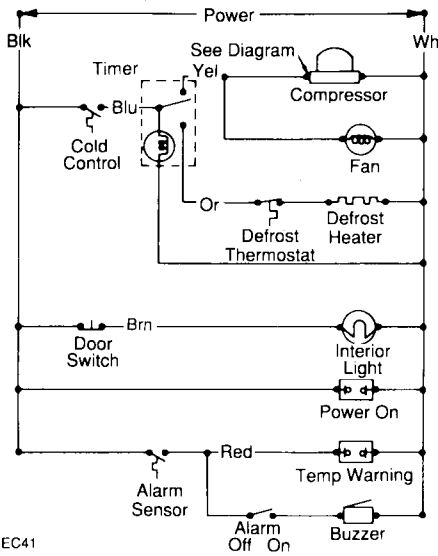 Power
Blk
Wh
See Diagram
Timer
Yel
Compressor
Blu
Cold
Control
Fan
Or
Defrost
Thermostat
Defrost
Heater
Brn
Door
Switch
Interior
Light
Power On
Red
Temp Warning
Alarm
Sensor
Alarm
Off On
Buzzer
EC41